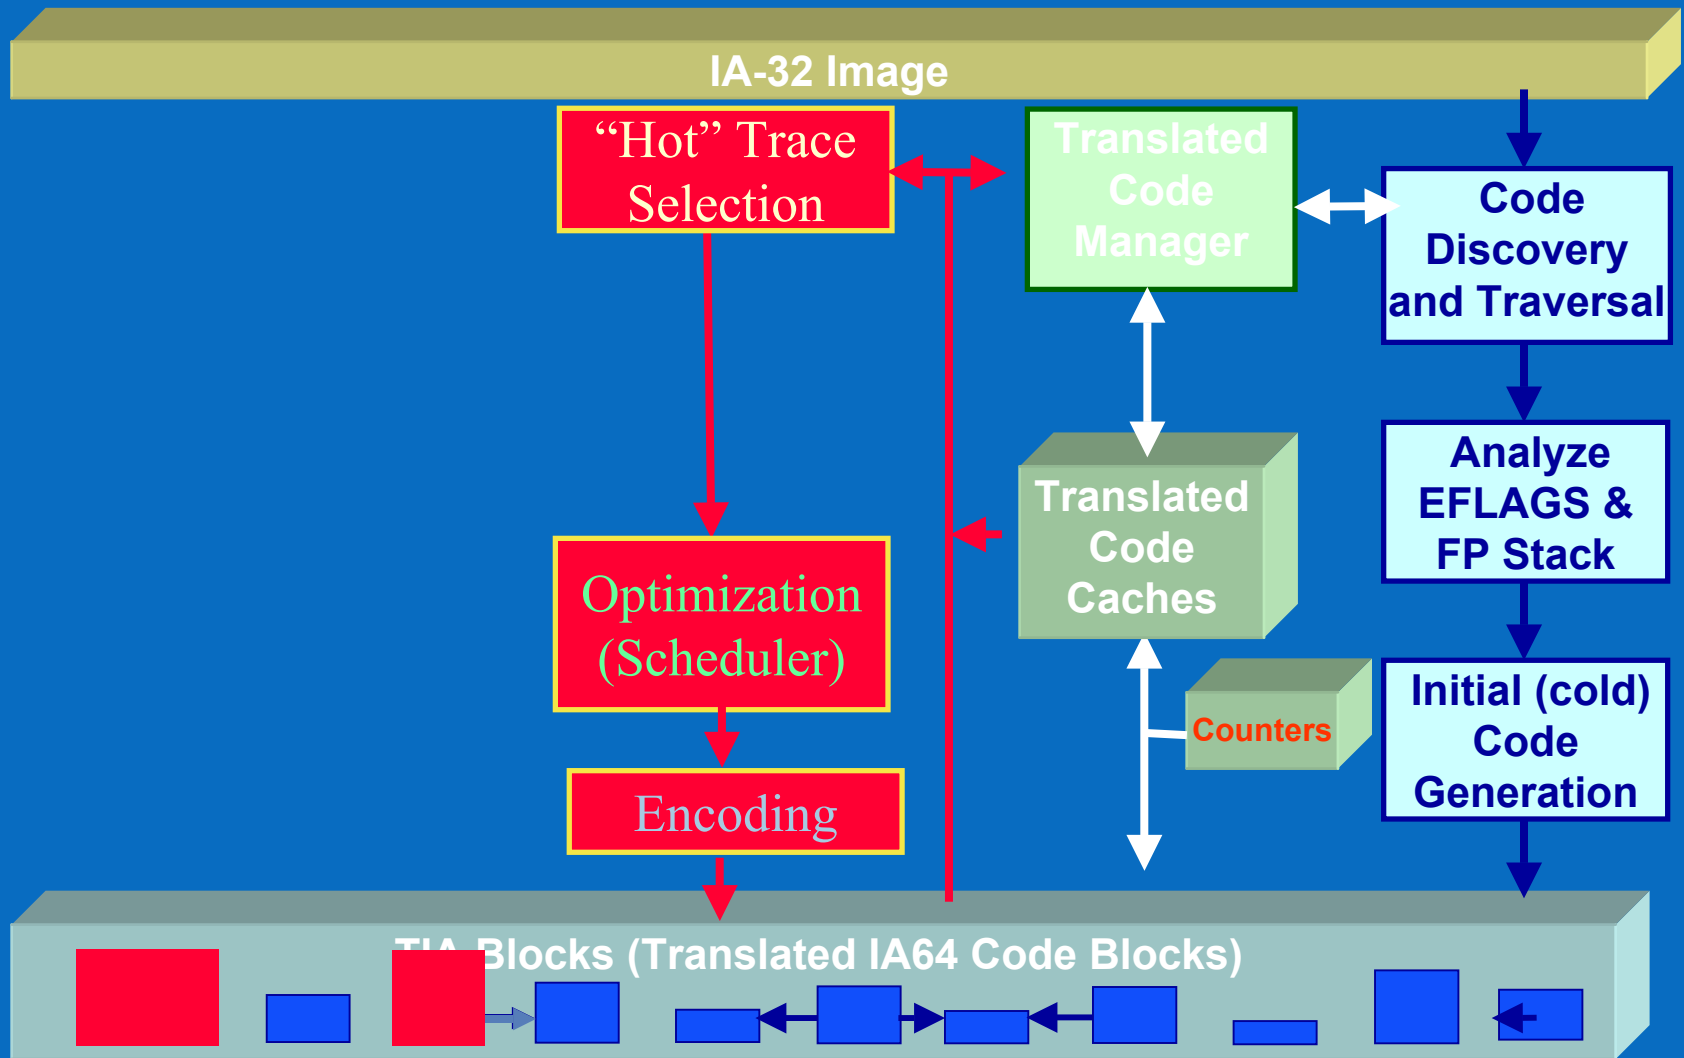 IA-32 Image
“Hot” Trace
Selection
Translated
Code
Manager
Code
Discovery
and Traversal
Analyze
EFLAGS &
FP Stack
Translated
Code
Caches
Optimization
(Scheduler)
Initial (cold)
Code
Generation
Counters
Encoding
TIA Blocks (Translated IA64 Code Blocks)